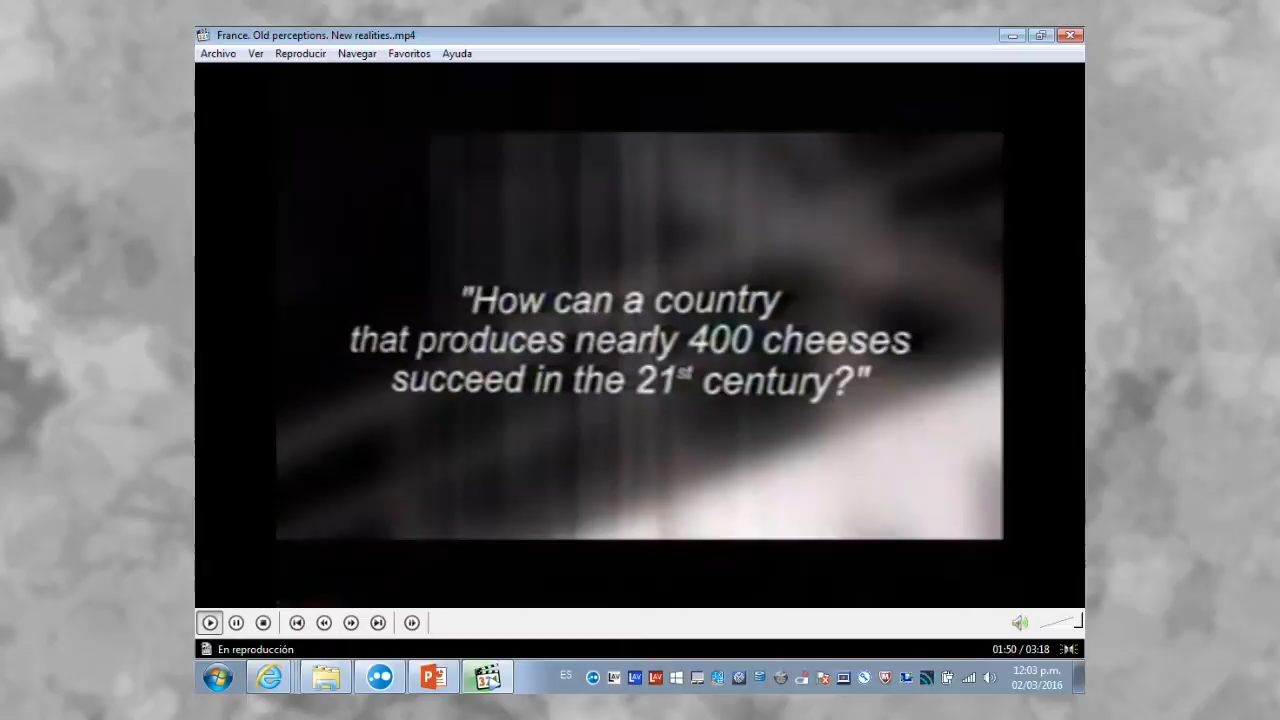 France. Old perceptions. New realities..mp4
Archivo Ver Reproducir Navegar Favoritos Ayuda
"How can a country
that produces nearly 400 cheeses
succeed in the 21st century?"
En reproducción
01:50 / 03:18
ES
12:03 p.m.
02/03/2016